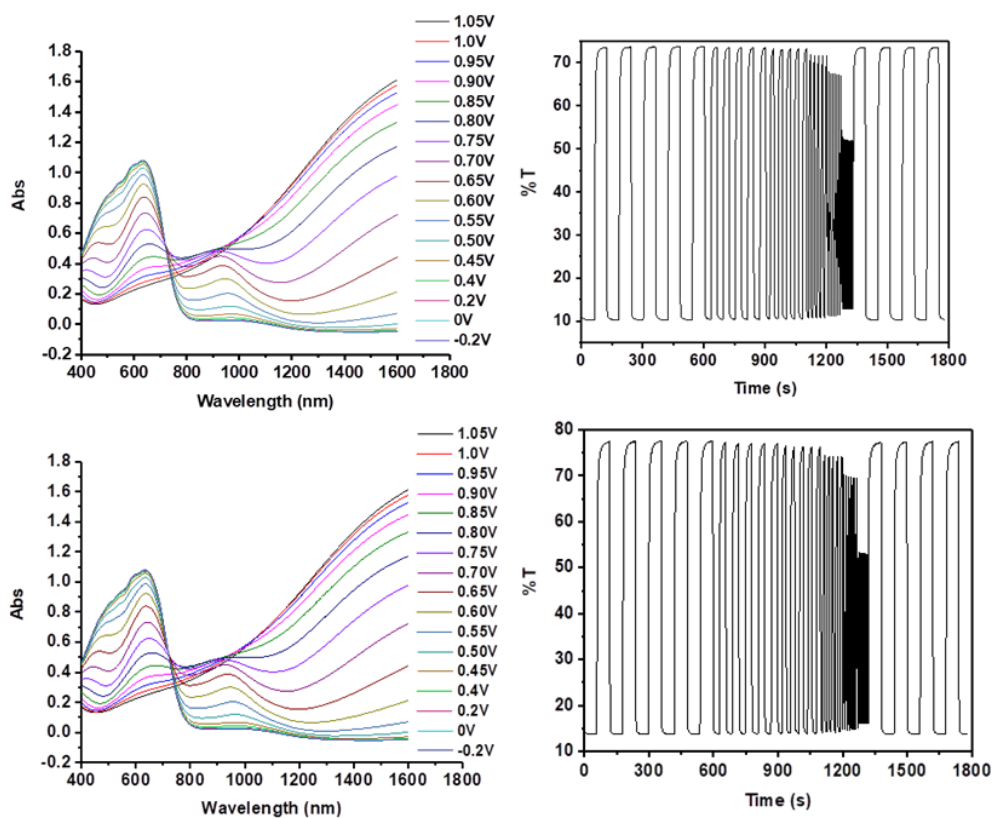 1.8
1.6
1.4
1.2
1.0
0.8
0.6
0.4
0.2
0.0
-0.2
Abs
400 600 800 1000 1200 1400 1600 1800
Wavelength (nm)
1.05V
1.0V
0.95V
0.90V
0.85V
0.80V
0.75V
0.70V
0.65V
0.60V
0.55V
0.50V
0.45V
0.4V
0.2V
0V
-0.2V
70
60
50
40
30
20
10
% T
0 300 600 900 1200 1500 1800
Time (s)
1.8
1.6
1.4
1.2
1.0
0.8
0.6
0.4
0.2
0.0
-0.2
Abs
400 600 800 1000 1200 1400 1600 1800
Wavelength (nm)
1.05V
1.0V
0.95V
0.90V
0.85V
0.80V
0.75V
0.70V
0.65V
0.60V
0.55V
0.50V
0.45V
0.4V
0.2V
0V
-0.2V
80
70
60
50
40
30
20
10
% T
0 300 600 900 1200 1500 1800
Time (s)